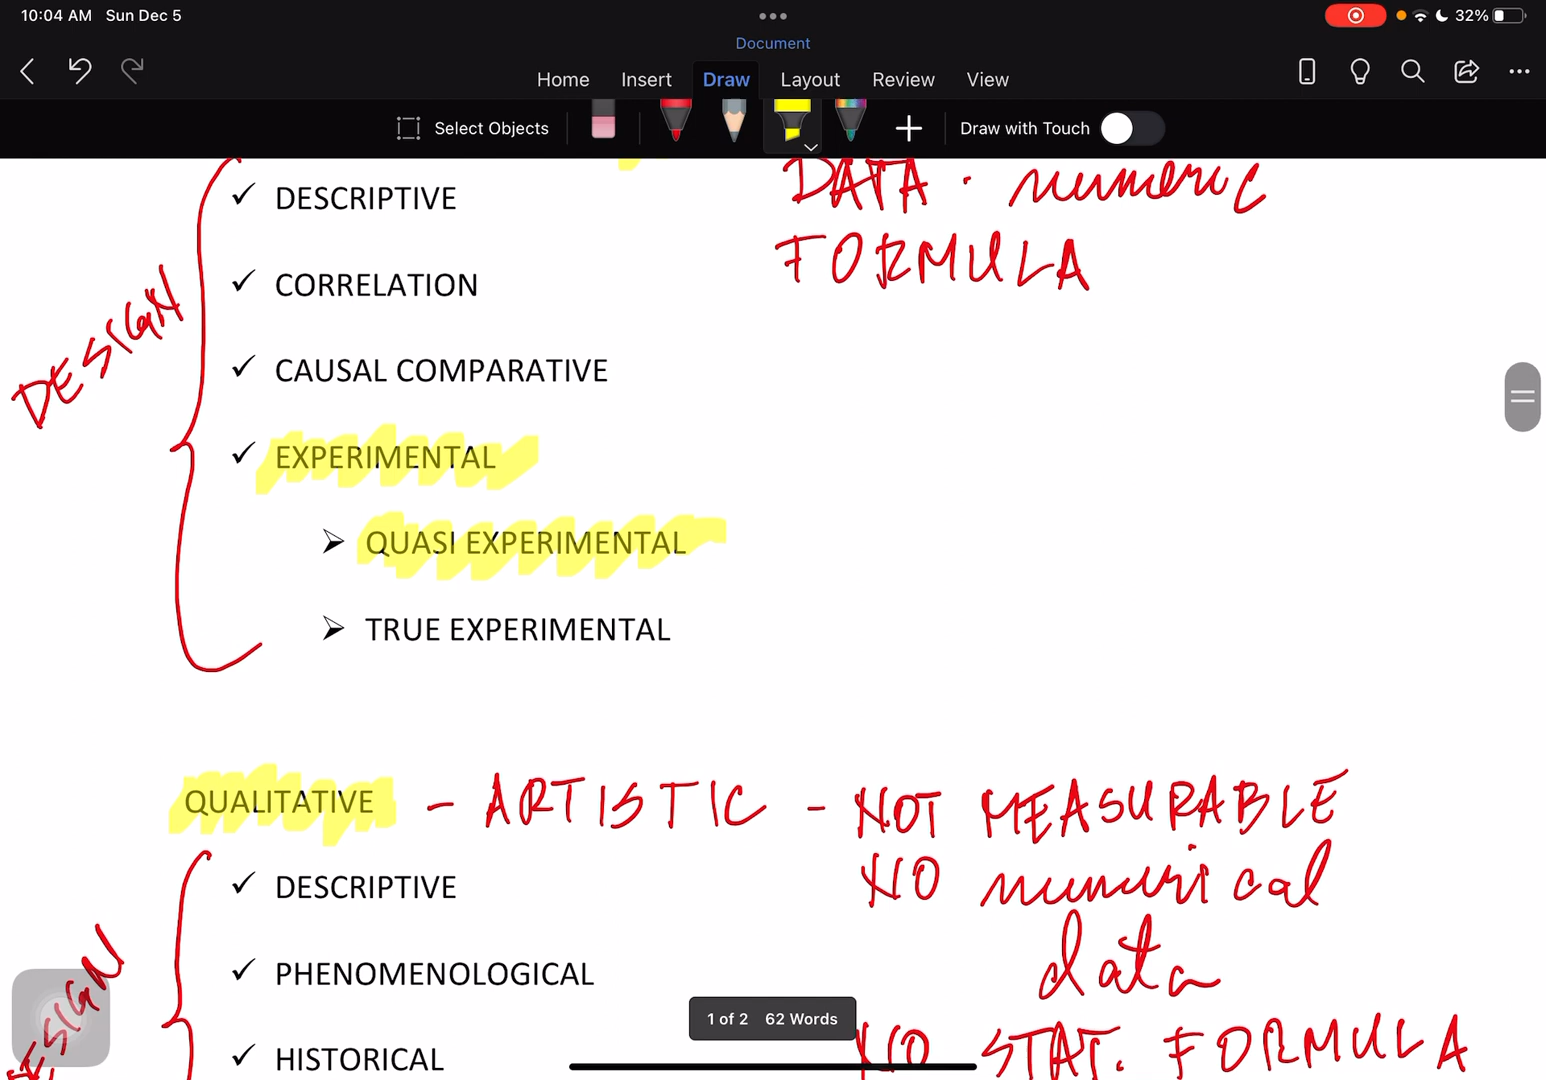 10:04 AM Sun Dec 5
32%
Document
Home Insert Draw Layout Review View
Select Objects
Draw with Touch
DESCRIPTIVE
DATA - numeric
FORMULA
CORRELATION
DESIGN
CAUSAL COMPARATIVE
EXPERIMENTAL
QUASI EXPERIMENTAL
TRUE EXPERIMENTAL
QUALITATIVE - ARTISTIC - NOT MEASURABLE
NO numerical
data
DESCRIPTIVE
PHENOMENOLOGICAL
ESIGN
1 of 2 62 Words
NO STAT. FORMULA
HISTORICAL